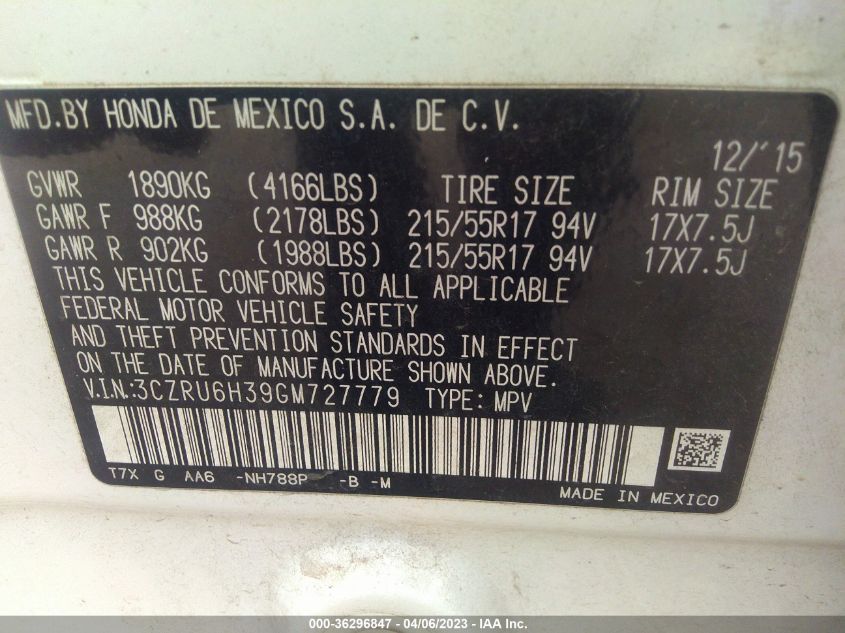 MFD.BY HONDA DE MEXICO S.A. DE C.V.
12/'15
GVWR 1890KG (4166LBS) TIRE SIZE RIM SIZE
GAWR F 988KG (2178LBS) 215/55R17 94V 17X7.5J
GAWR R 902KG (1988LBS) 215/55R17 94V 17X7.5J
THIS VEHICLE CONFORMS TO ALL APPLICABLE
FEDERAL MOTOR VEHICLE SAFETY
AND THEFT PREVENTION STANDARDS IN EFFECT
ON THE DATE OF MANUFACTURE SHOWN ABOVE.
V.I.N.:3CZRU6H39GM727779 TYPE: MPV
T7X G AA6 -NH788P -B -M
MADE IN MEXICO
000-36296847 - 04/06/2023 - IAA Inc.